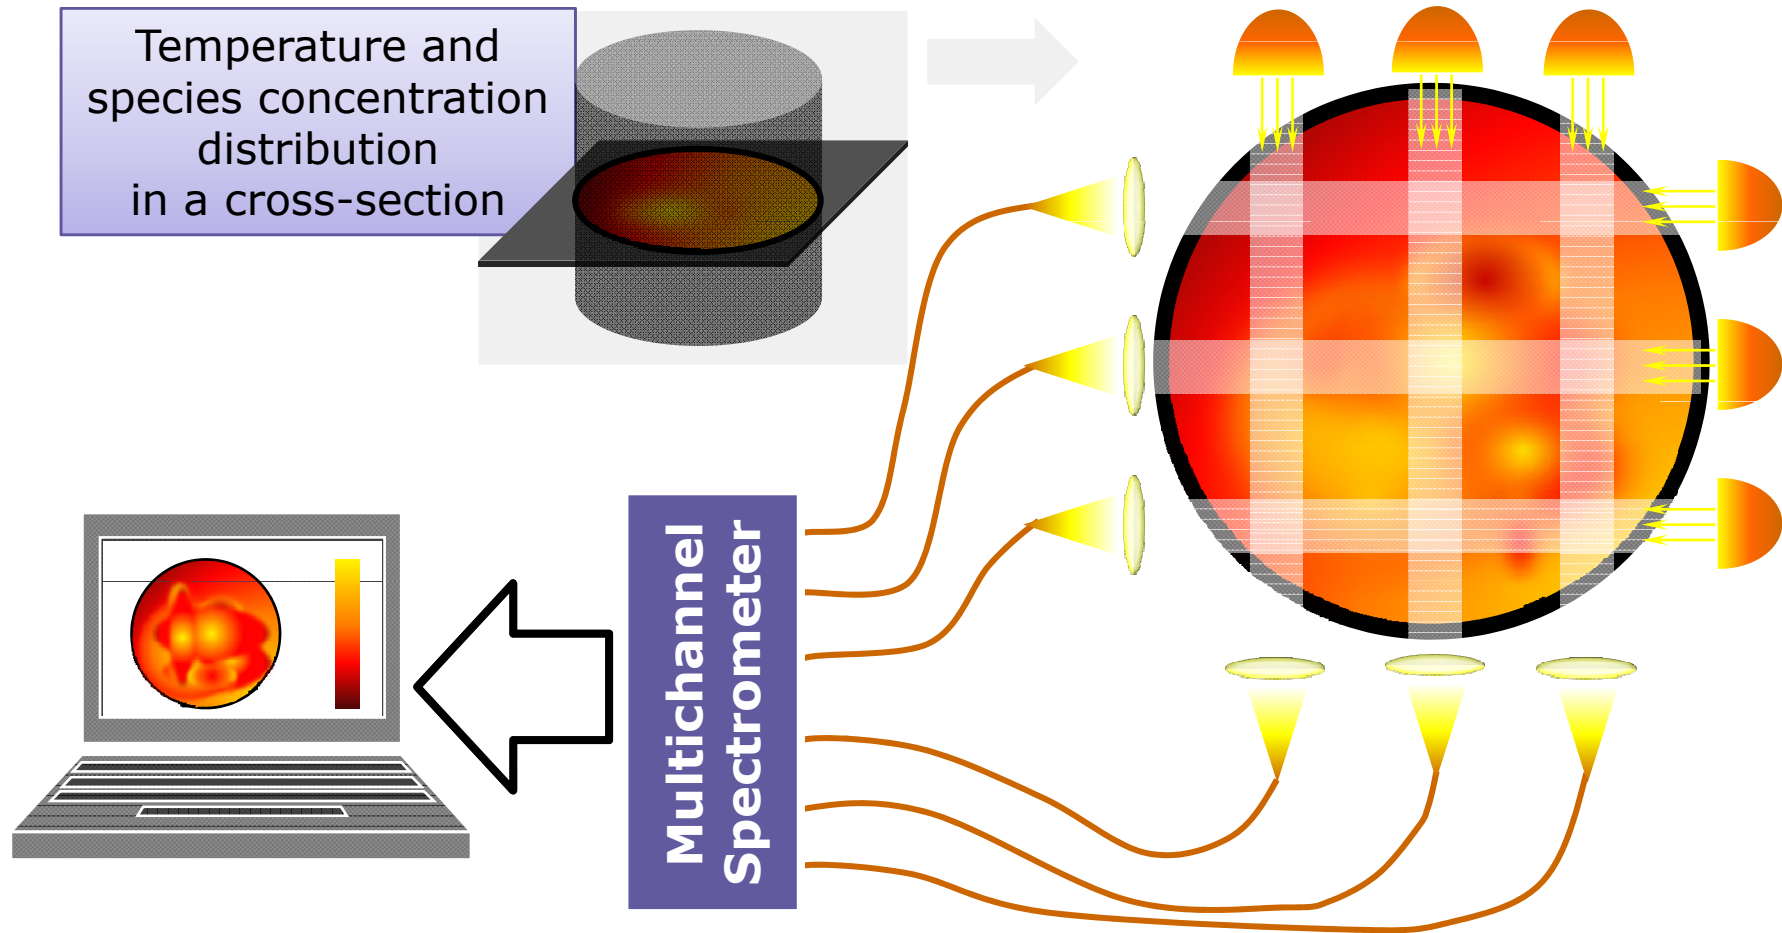 Temperature and
species concentration
distribution
in a cross-section
Multichannel
Spectrometer